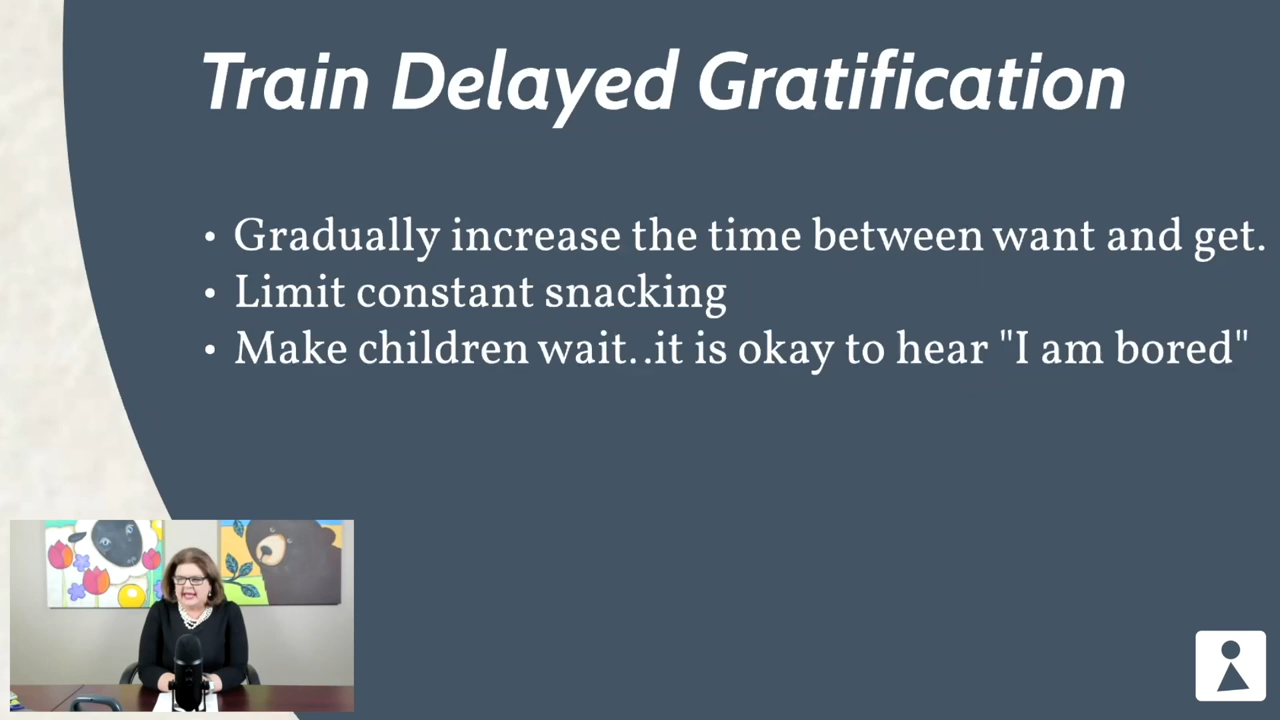 Train Delayed Gratification
• Gradually increase the time between want and get.
• Limit constant snacking
• Make children wait..it is okay to hear "I am bored"